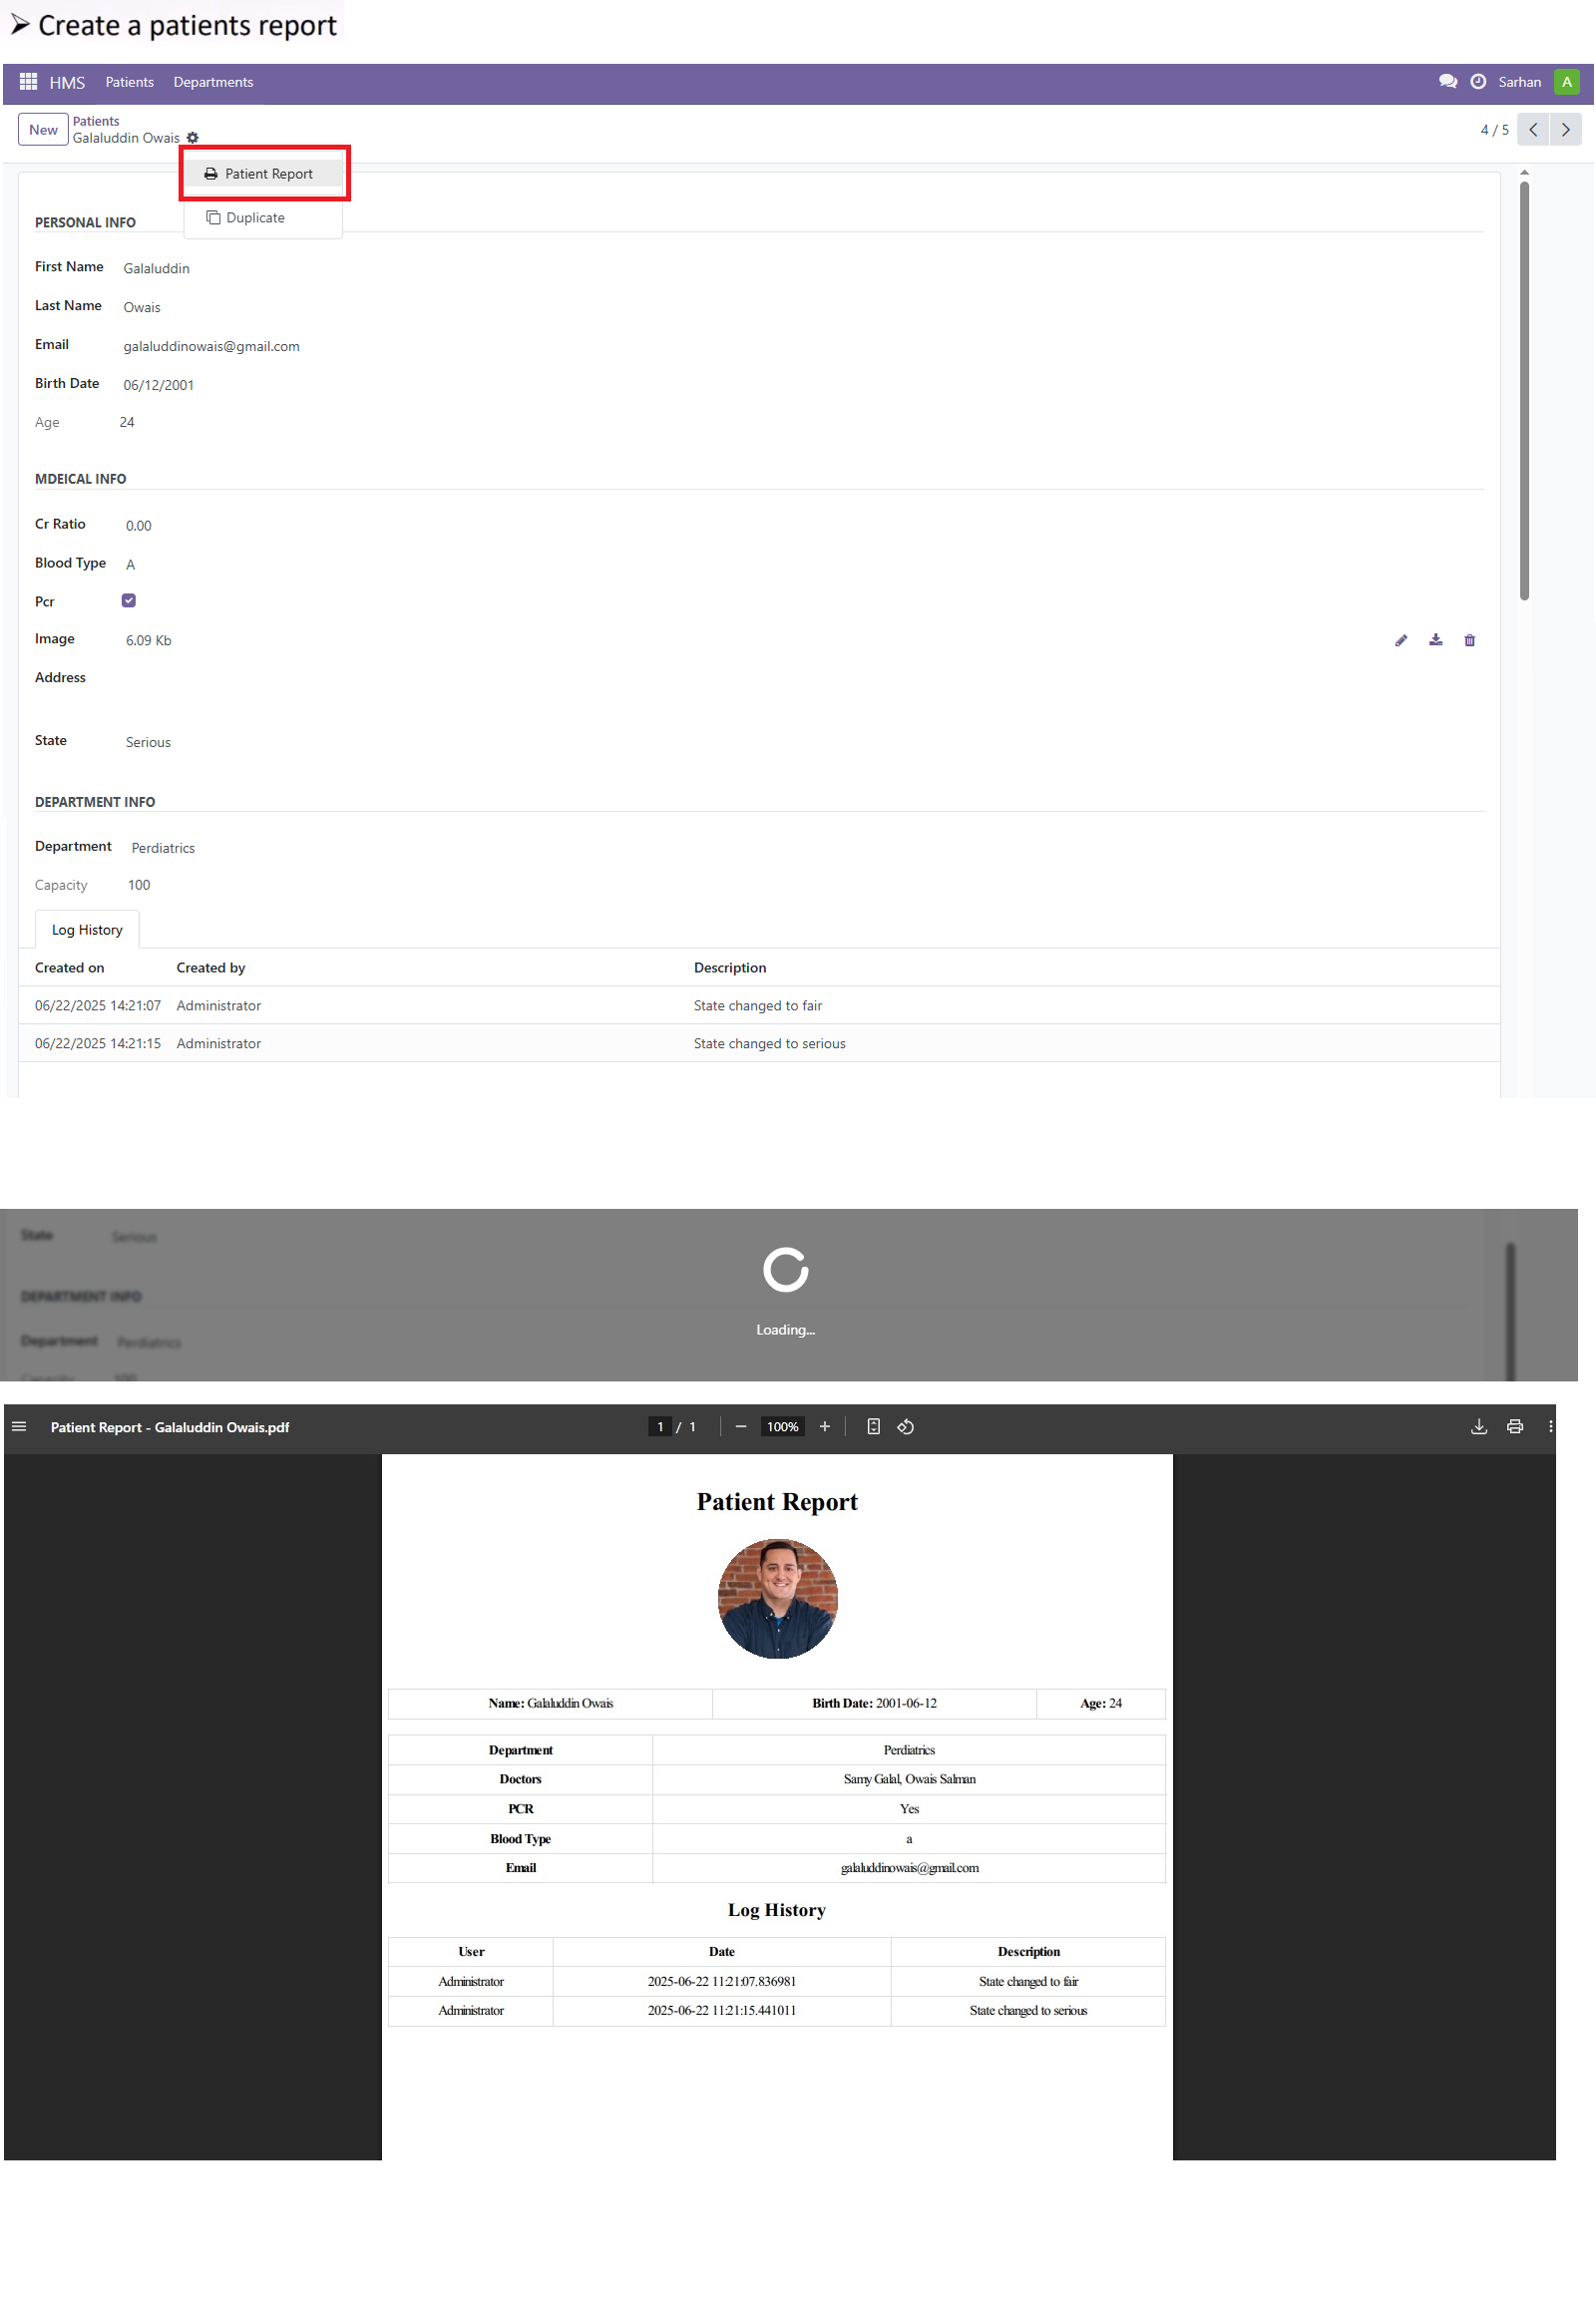 ➢ Create a patients report
HMS Patients Departments Sarhan A
New Patients
Galaluddin Owais
4 / 5
Patient Report
Duplicate
PERSONAL INFO
First Name Galaluddin
Last Name Owais
Email galaluddinowais@gmail.com
Birth Date 06/12/2001
Age 24
MDEICAL INFO
Cr Ratio 0.00
Blood Type A
Pcr
Image 6.09 Kb
Address
State Serious
DEPARTMENT INFO
Department Perdiatrics
Capacity 100
Log History
Created on Created by Description
06/22/2025 14:21:07 Administrator State changed to fair
06/22/2025 14:21:15 Administrator State changed to serious
State Serious
DEPARTMENT INFO
Department Perdiatrics
Capacity 100
Loading...
Patient Report - Galaluddin Owais.pdf 1 / 1 100%
Patient Report
Name: Galaluddin Owais Birth Date: 2001-06-12 Age: 24
Department Perdiatrics
Doctors Samy Galal, Owais Salman
PCR Yes
Blood Type a
Email galaluddinowais@gmail.com
Log History
User Date Description
Administrator 2025-06-22 11:21:07.836981 State changed to fair
Administrator 2025-06-22 11:21:15.441011 State changed to serious